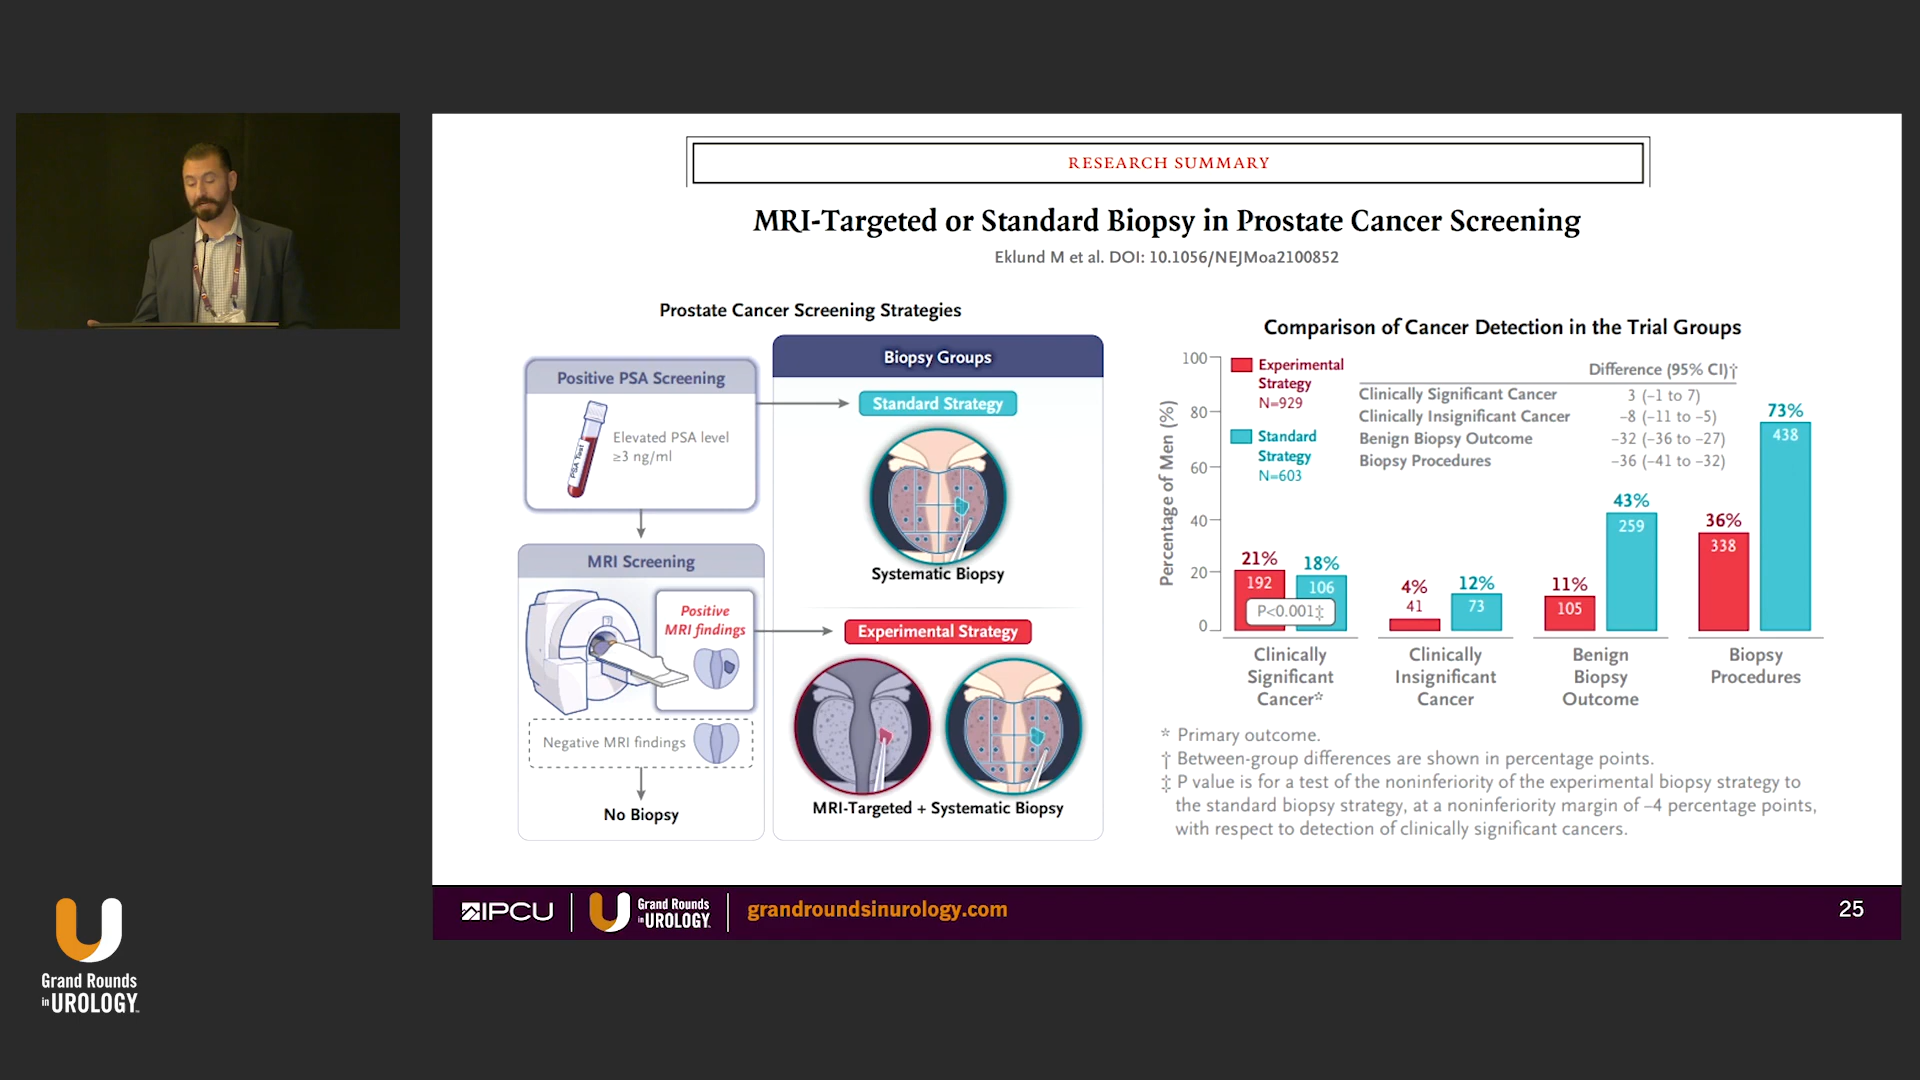 RESEARCH SUMMARY
MRI-Targeted or Standard Biopsy in Prostate Cancer Screening
Eklund M et al. DOI: 10.1056/NEJMoa2100852
Prostate Cancer Screening Strategies
Positive PSA Screening
PSA Test
Elevated PSA level
≥3 ng/ml
MRI Screening
Positive
MRI findings
Negative MRI findings
No Biopsy
Biopsy Groups
Standard Strategy
Systematic Biopsy
Experimental Strategy
MRI-Targeted + Systematic Biopsy
Comparison of Cancer Detection in the Trial Groups
Percentage of Men (%)
100
80
60
40
20
0
Experimental
Strategy
N=929
Standard
Strategy
N=603
Difference (95% CI)†
Clinically Significant Cancer 3 (–1 to 7)
Clinically Insignificant Cancer –8 (–11 to –5)
Benign Biopsy Outcome –32 (–36 to –27)
Biopsy Procedures –36 (–41 to –32)
21%
192
18%
106
P<0.001‡
4%
41
12%
73
11%
105
43%
259
36%
338
73%
438
Clinically
Significant
Cancer*
Clinically
Insignificant
Cancer
Benign
Biopsy
Outcome
Biopsy
Procedures
* Primary outcome.
† Between-group differences are shown in percentage points.
‡ P value is for a test of the noninferiority of the experimental biopsy strategy to
the standard biopsy strategy, at a noninferiority margin of –4 percentage points,
with respect to detection of clinically significant cancers.
IPCU
Grand Rounds
in UROLOGY
grandroundsinurology.com
25
Grand Rounds
in UROLOGY